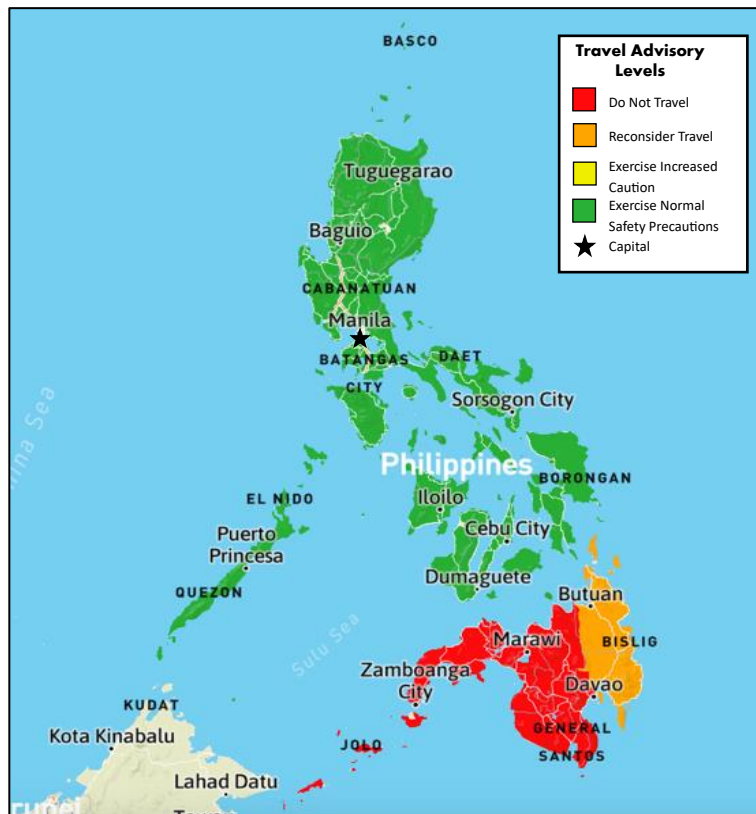 BASCO
Travel Advisory
Levels
Do Not Travel
Reconsider Travel
Exercise Increased
Caution
Exercise Normal
Safety Precautions
Capital
Tuguegarao
Baguio
CABANATUAN
Manila
BATANGAS
CITY
DAET
Sorsogon City
Philippines
BORONGAN
Iloilo
EL NIDO
Cebu City
Puerto
Princesa
Dumaguete
QUEZON
Butuan
Sulu Sea
Marawi
BISLIG
Zamboanga
City
Davao
KUDAT
GENERAL
SANTOS
JOLO
Kota Kinabalu
Lahad Datu